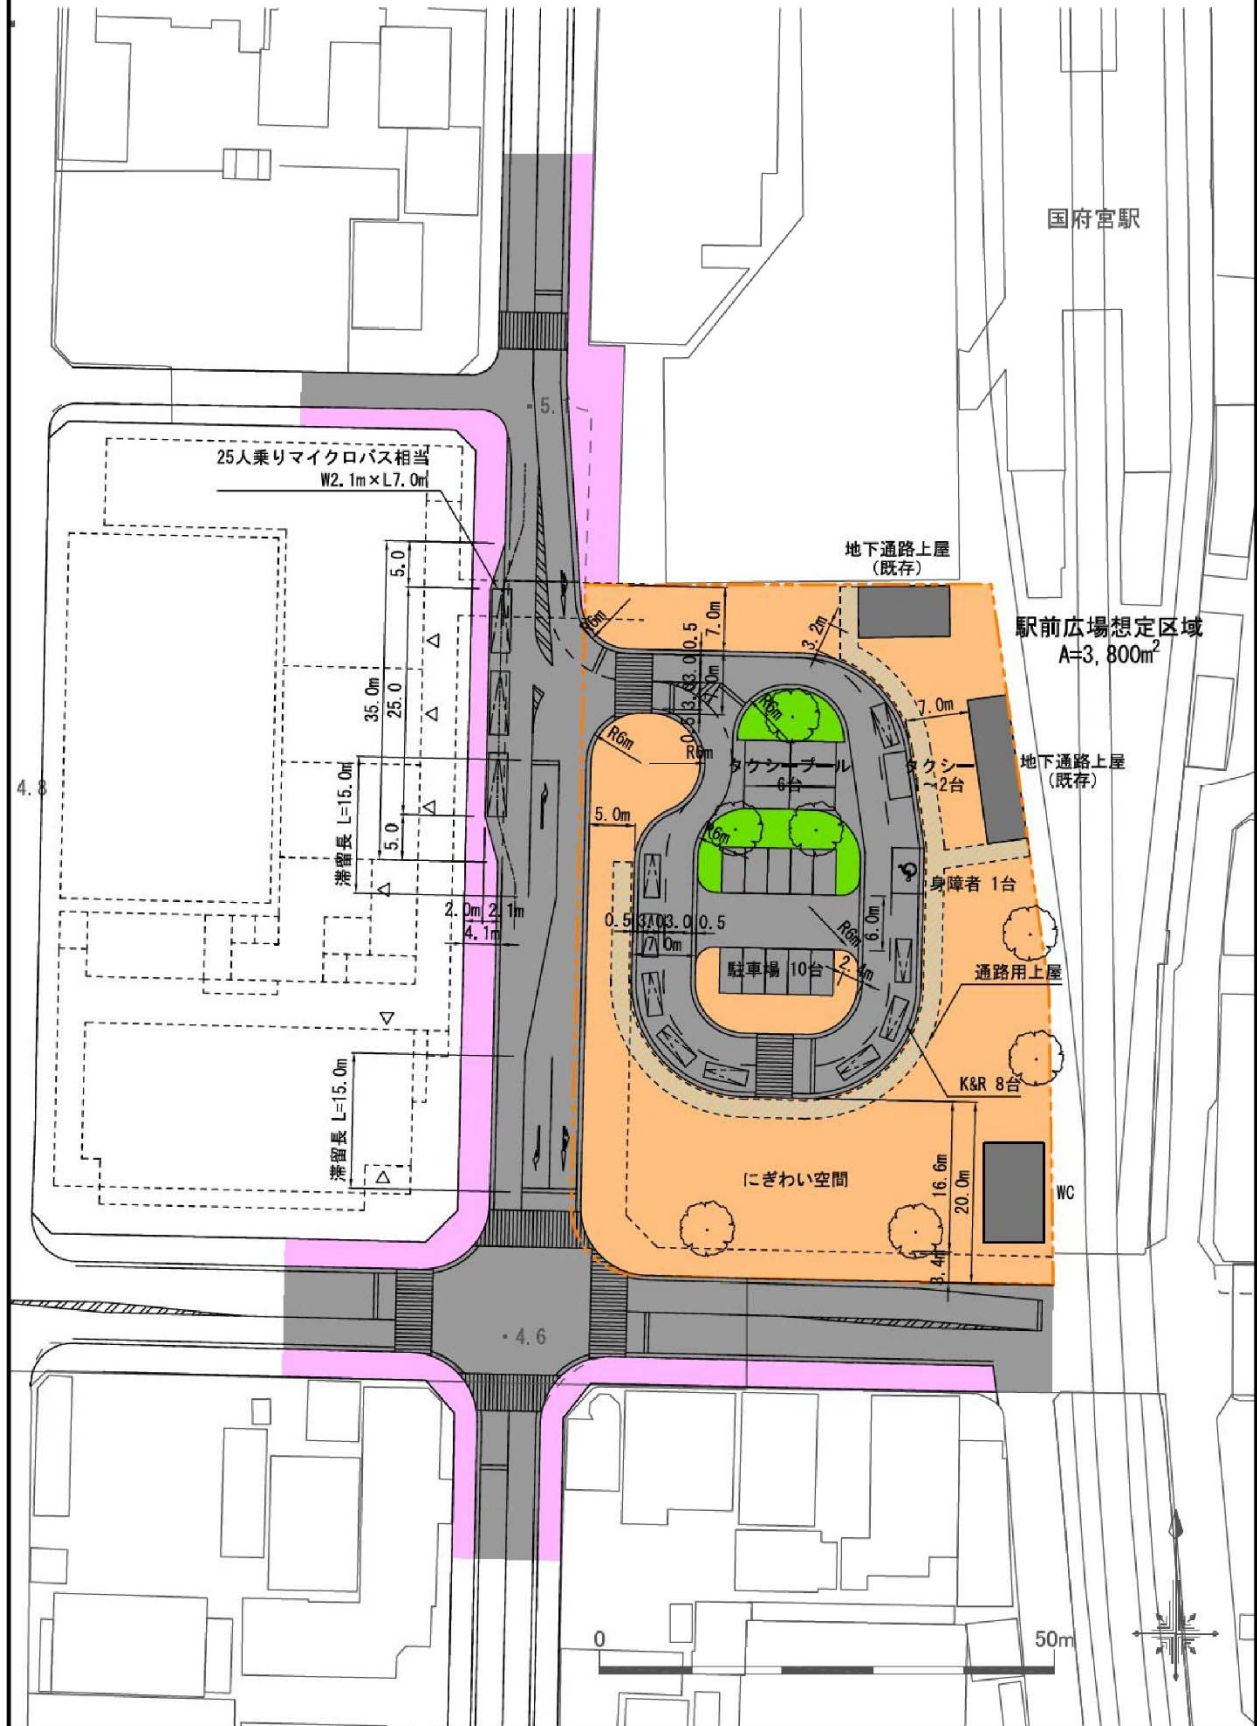 国府宮駅
5.
25人乗りマイクロバス相当
W2.1m×L7.0m
地下通路上屋
(既存)
駅前広場想定区域
A=3,800m²
5.0
R6m
7.0m
0.5
3.0
3.2m
35.0m
25.0
R6m
7.0m
R6m
R6m
タクシープール
6台
タクシー
2台
地下通路上屋
(既存)
4.8
滞留長 L=15.0m
5.0
5.0m
R6m
身障者 1台
2.0m
2.1m
4.1m
0.5
3.0
3.0
0.5
R6m
6.0m
駐車場 10台
2.4m
通路用上屋
滞留長 L=15.0m
K&R 8台
にぎわい空間
16.6m
20.0m
WC
3.4m
4.6
0
50m